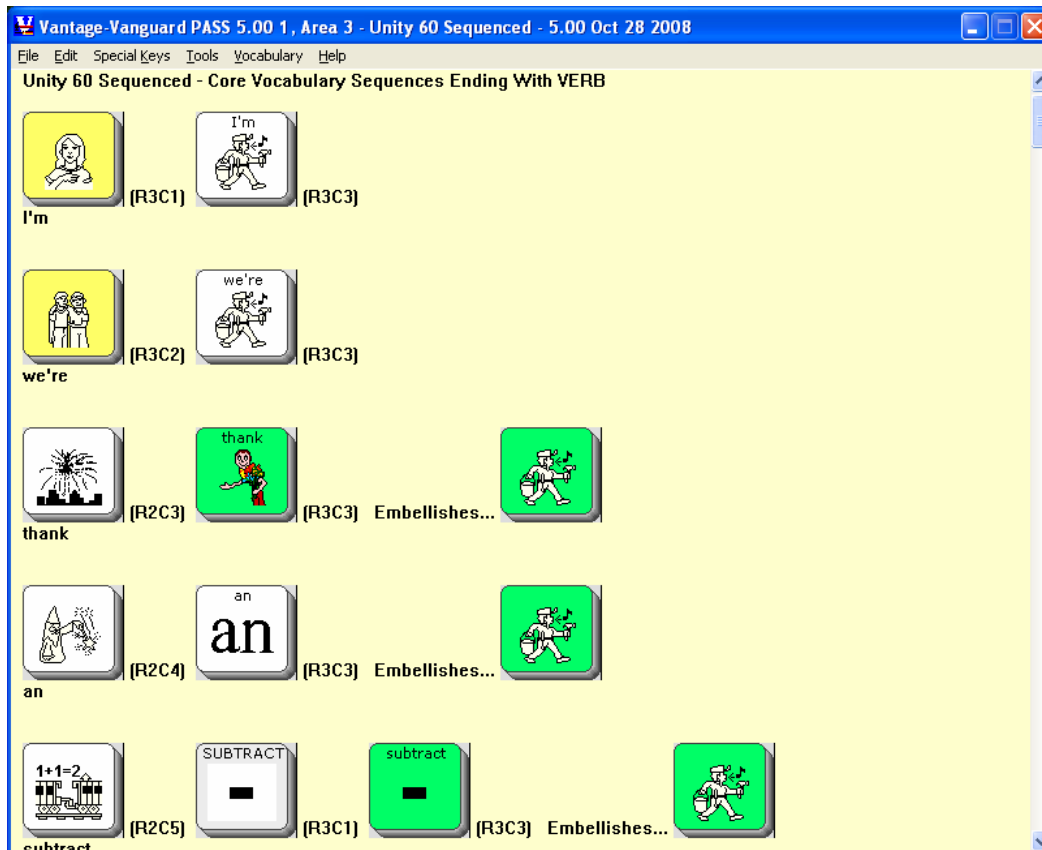 Vantage-Vanguard PASS 5.00 1, Area 3 - Unity 60 Sequenced - 5.00 Oct 28 2008
File Edit Special Keys Tools Vocabulary Help
Unity 60 Sequenced - Core Vocabulary Sequences Ending With VERB
I'm
(R3C1) (R3C3)
I'm
we're
(R3C2) (R3C3)
we're
thank
(R2C3) (R3C3) Embellishes...
thank
an
an
(R2C4) (R3C3) Embellishes...
an
1+1=2 SUBTRACT subtract
(R2C5) (R3C1) (R3C3) Embellishes...
subtract